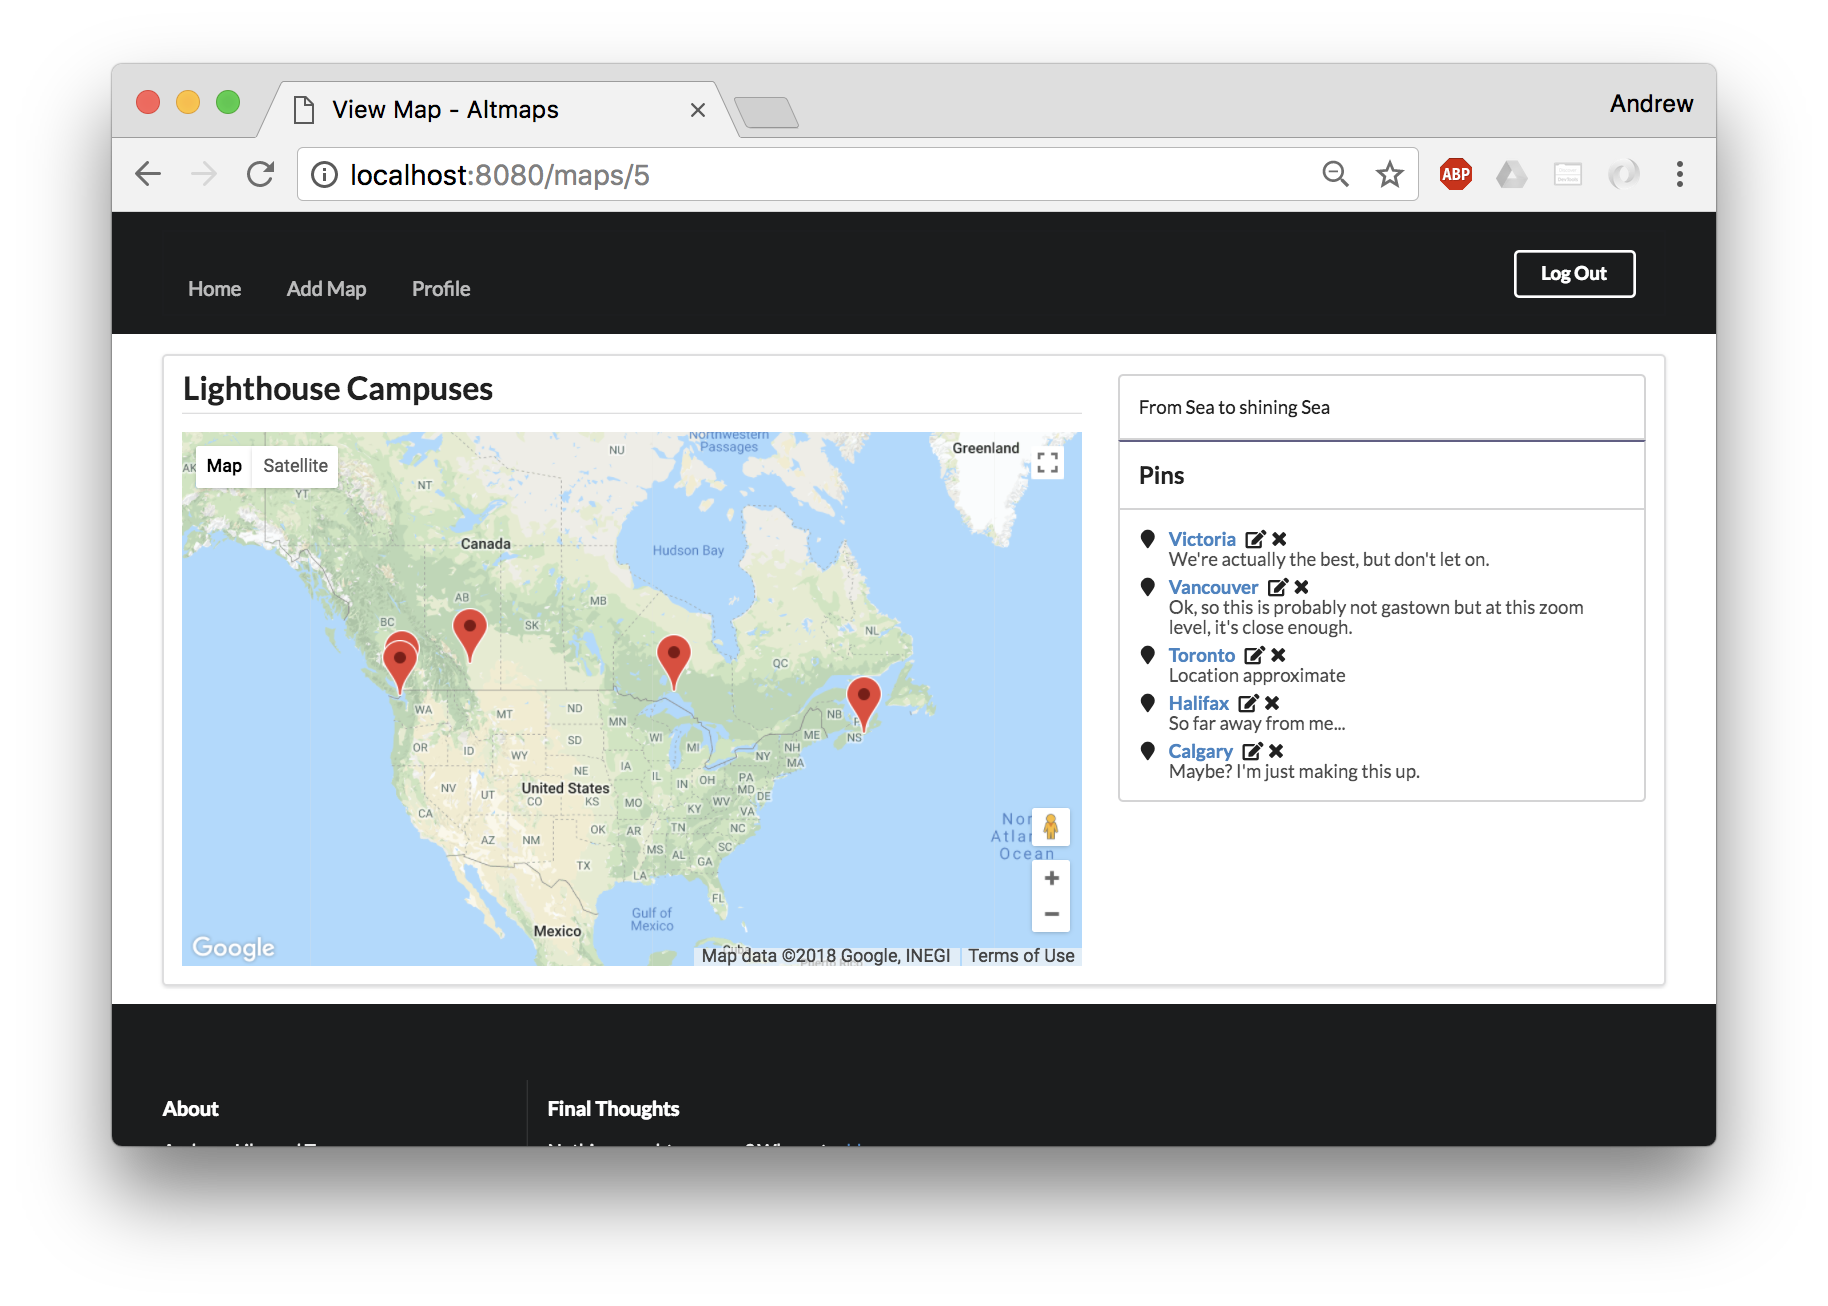 View Map - Altmaps
Andrew
localhost:8080/maps/5
ABP
Home
Add Map
Profile
Log Out
Lighthouse Campuses
Map
Satellite
Northwestern
Passages
Greenland
NU
AK
YT
NT
Canada
Hudson Bay
AB
MB
BC
SK
NL
QC
WA
MT
ND
MN
NB
NS
ME
OR
ID
SD
WI
MI
NH
WY
NY
MA
IA
NE
IL
IN
OH
PA
NV
UT
United States
MD
DE
CO
KS
MO
KY
WV
VA
CA
OK
AR
TN
NC
AZ
NM
MS
AL
SC
GA
TX
LA
FL
Ocean
Gulf of
Mexico
Mexico
Cuba
Google
Map data ©2018 Google, INEGI
Terms of Use
From Sea to shining Sea
Pins
Victoria
We're actually the best, but don't let on.
Vancouver
Ok, so this is probably not gastown but at this zoom
level, it's close enough.
Toronto
Location approximate
Halifax
So far away from me...
Calgary
Maybe? I'm just making this up.
About
Final Thoughts